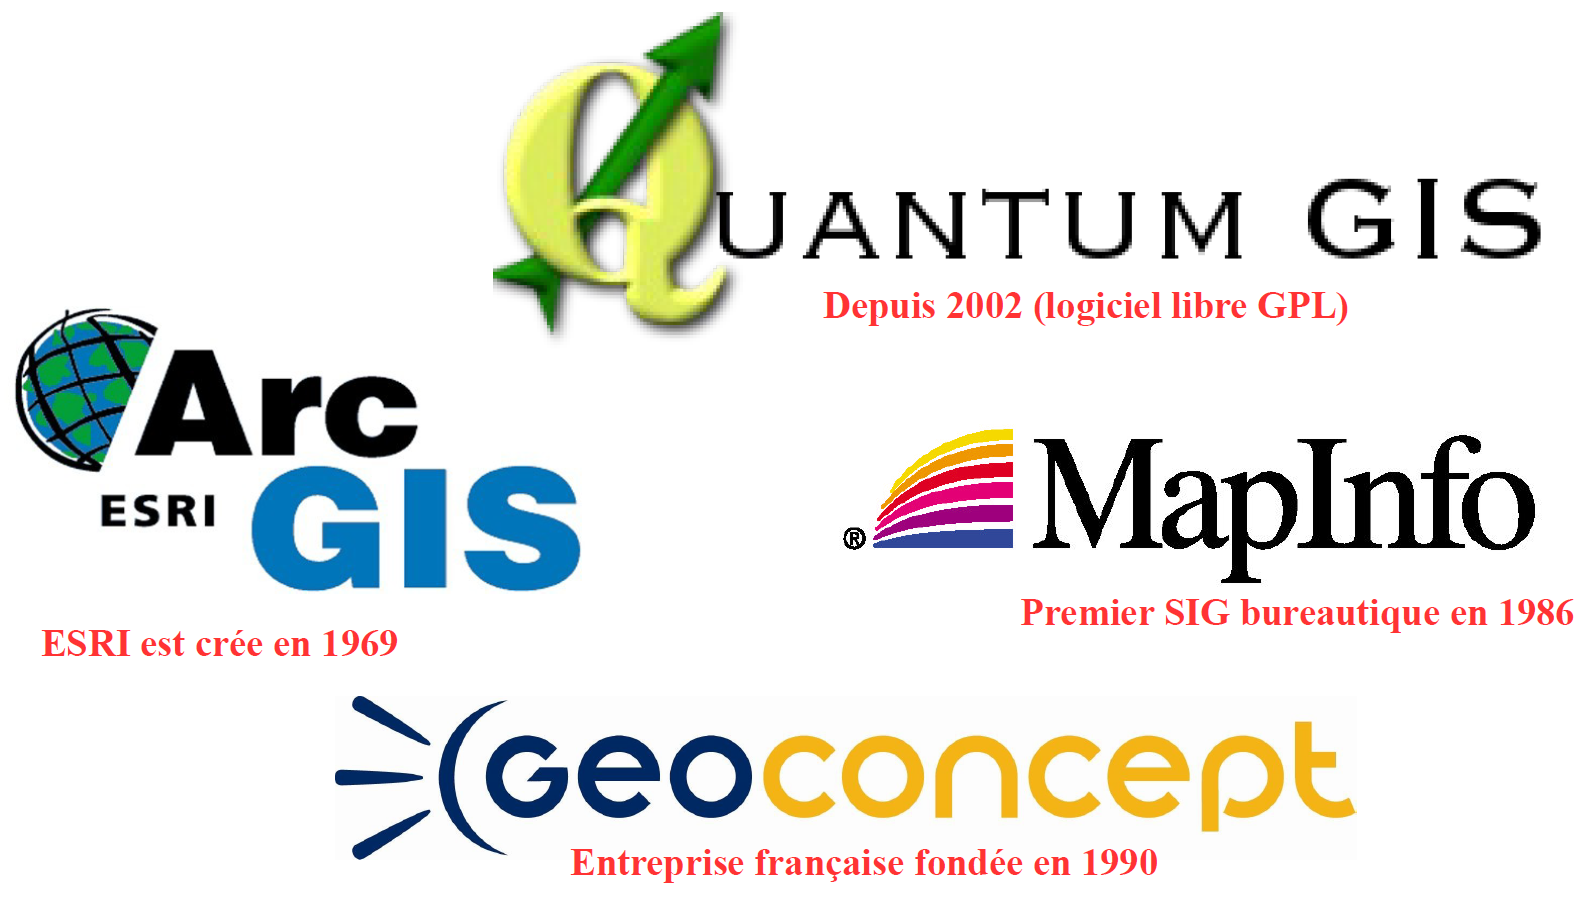 QUANTUM GIS
Depuis 2002 (logiciel libre GPL)
Arc
ESRI GIS
ESRI est crée en 1969
® MapInfo
Premier SIG bureautique en 1986
GEOCONCEPT
Entreprise française fondée en 1990